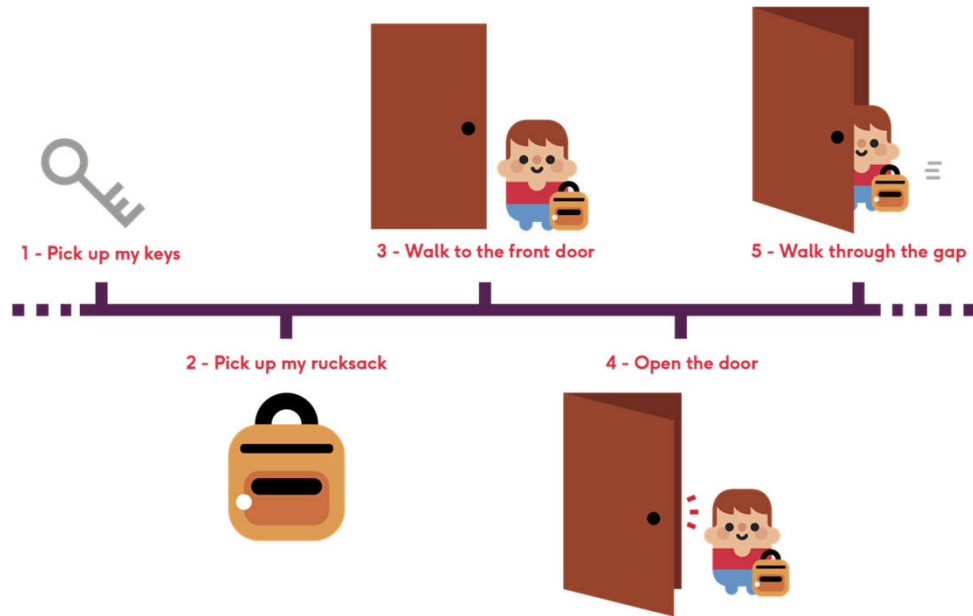 1 - Pick up my keys
2 - Pick up my rucksack
3 - Walk to the front door
4 - Open the door
5 - Walk through the gap